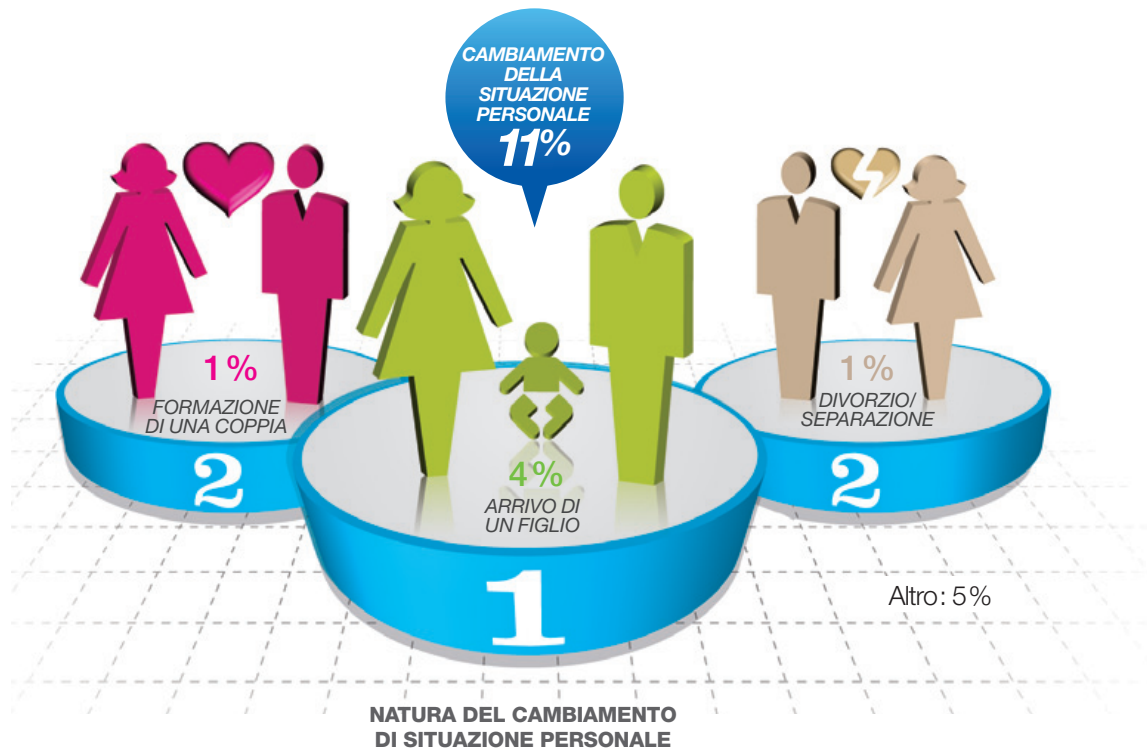 CAMBIAMENTO
DELLA
SITUAZIONE
PERSONALE
11%
1%
FORMAZIONE
DI UNA COPPIA
2
4%
ARRIVO DI
UN FIGLIO
1
1%
DIVORZIO/
SEPARAZIONE
2
Altro: 5%
NATURA DEL CAMBIAMENTO
DI SITUAZIONE PERSONALE